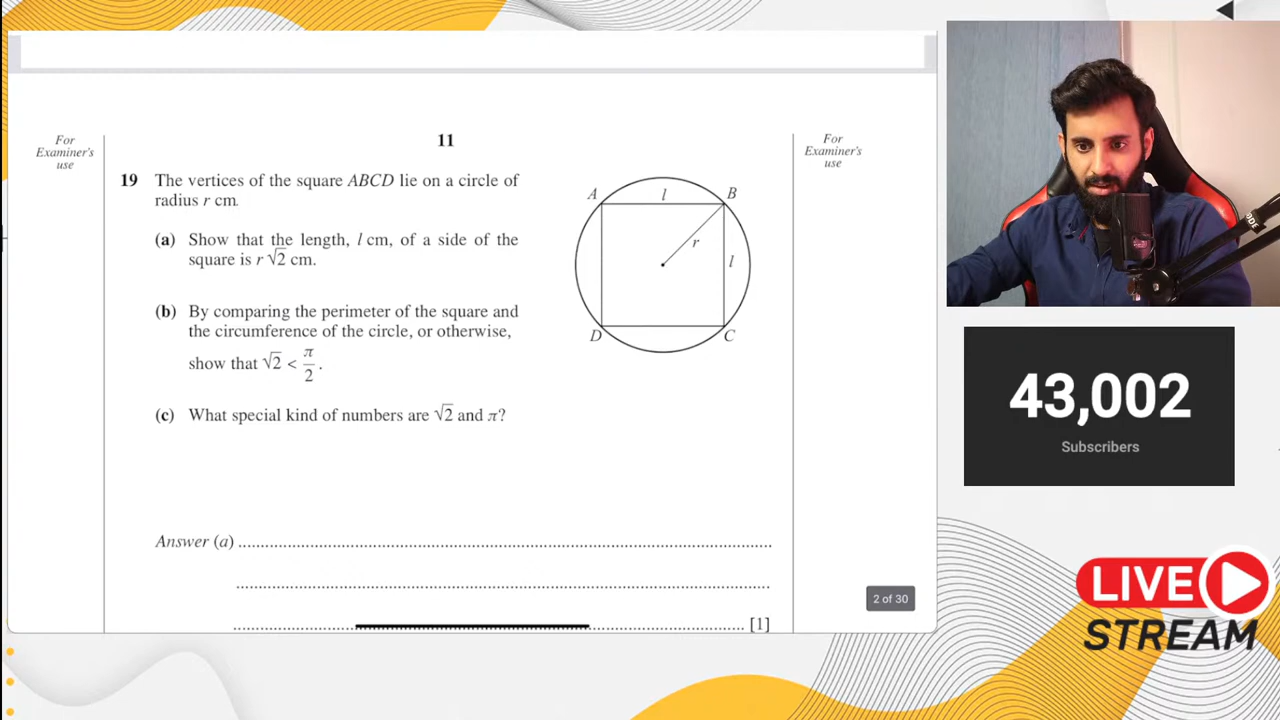 For
Examiner's
use
11
For
Examiner's
use
19 The vertices of the square ABCD lie on a circle of
radius r cm.
(a) Show that the length, l cm, of a side of the
square is r √2 cm.
(b) By comparing the perimeter of the square and
the circumference of the circle, or otherwise,
show that √2 < π/2 .
(c) What special kind of numbers are √2 and π?
A
l
B
r
l
D
C
Answer (a) ................................................
................................................
................................................ [1]
2 of 30
43,002
Subscribers
LIVE
STREAM